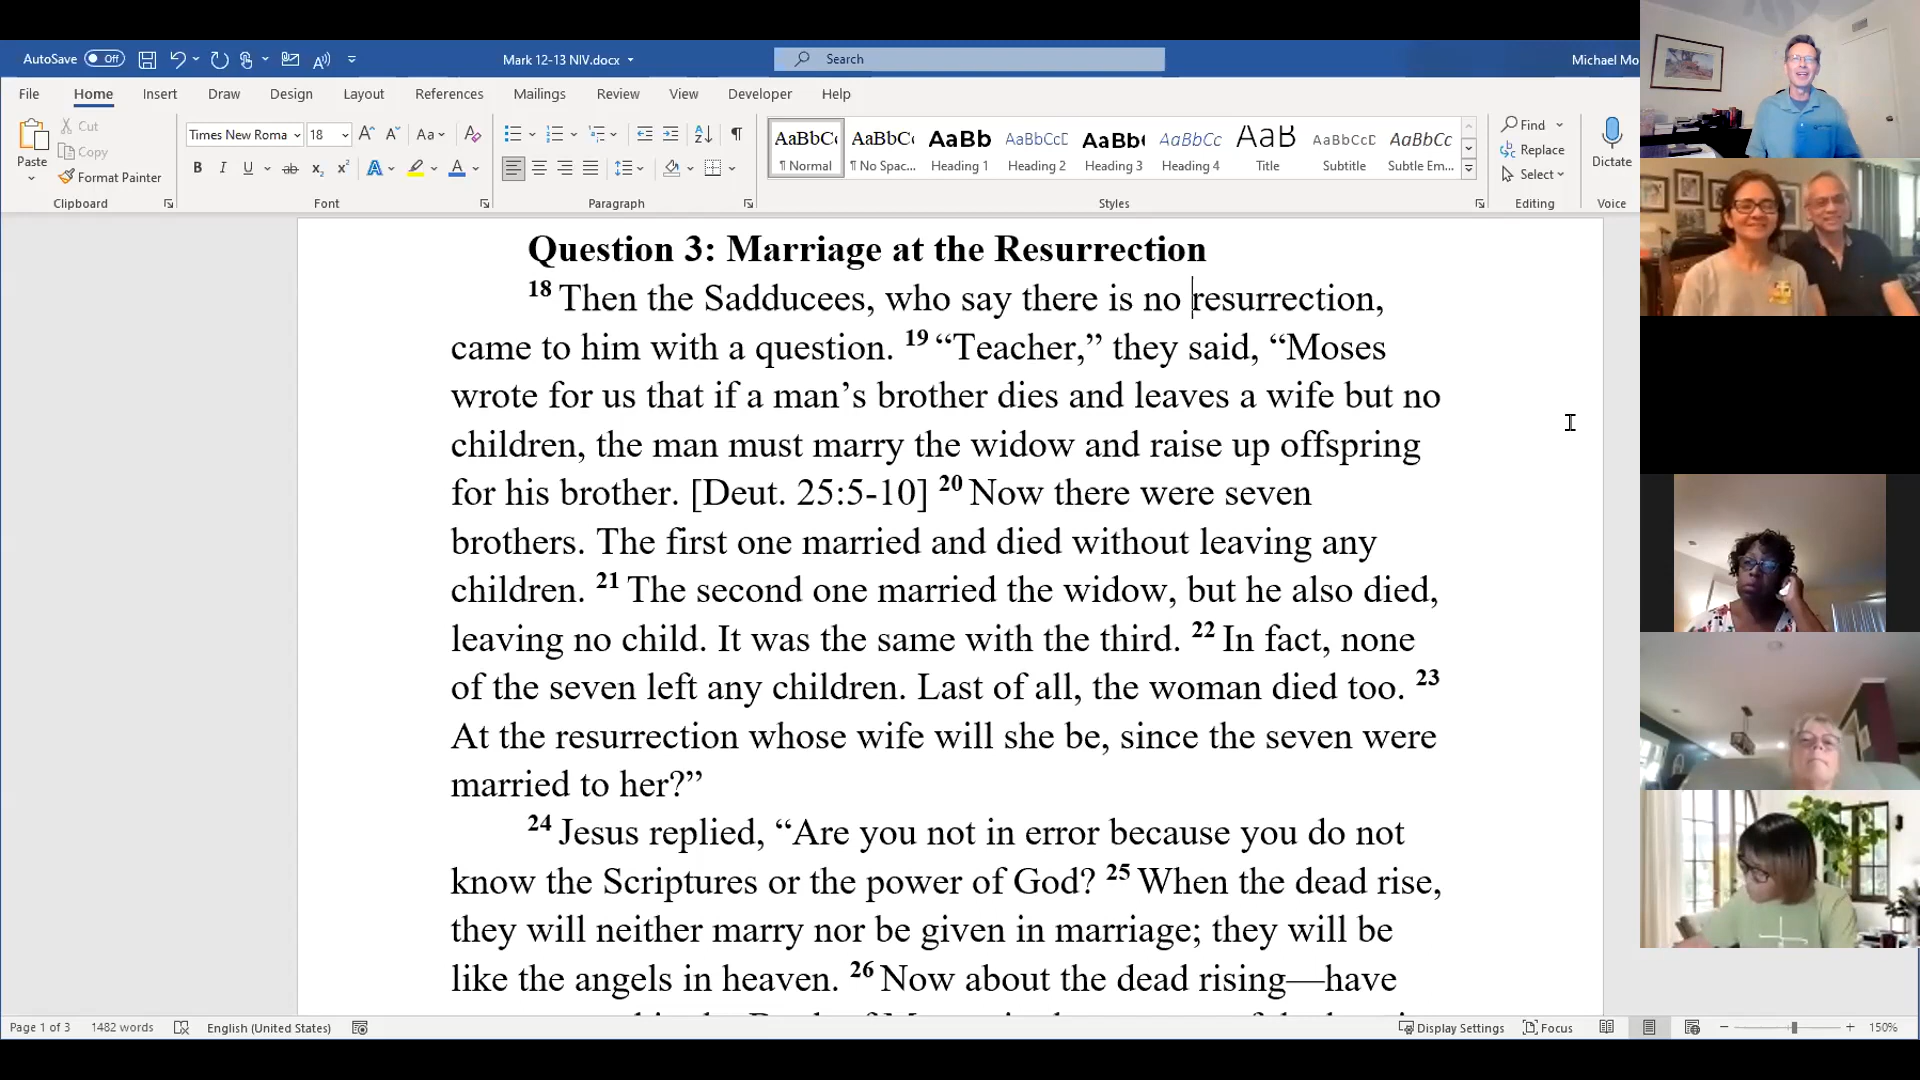 AutoSave Off Mark 12-13 NIV.docx Search Michael Mo
File Home Insert Draw Design Layout References Mailings Review View Developer Help
Paste
Cut
Copy
Format Painter
Clipboard
Times New Roma 18
Font
Paragraph
AaBbCc AaBbCc AaBb AaBbCcD AaBb( AaBbCc AaB AaBbCcD AaBbCc
¶ Normal ¶ No Spac... Heading 1 Heading 2 Heading 3 Heading 4 Title Subtitle Subtle Em...
Styles
Find
Replace
Select
Editing
Dictate
Voice
Question 3: Marriage at the Resurrection
18 Then the Sadducees, who say there is no resurrection,
came to him with a question. 19 “Teacher,” they said, “Moses
wrote for us that if a man’s brother dies and leaves a wife but no
children, the man must marry the widow and raise up offspring
for his brother. [Deut. 25:5-10] 20 Now there were seven
brothers. The first one married and died without leaving any
children. 21 The second one married the widow, but he also died,
leaving no child. It was the same with the third. 22 In fact, none
of the seven left any children. Last of all, the woman died too. 23
At the resurrection whose wife will she be, since the seven were
married to her?”
24 Jesus replied, “Are you not in error because you do not
know the Scriptures or the power of God? 25 When the dead rise,
they will neither marry nor be given in marriage; they will be
like the angels in heaven. 26 Now about the dead rising—have
Page 1 of 3 1482 words English (United States) Display Settings Focus 150%